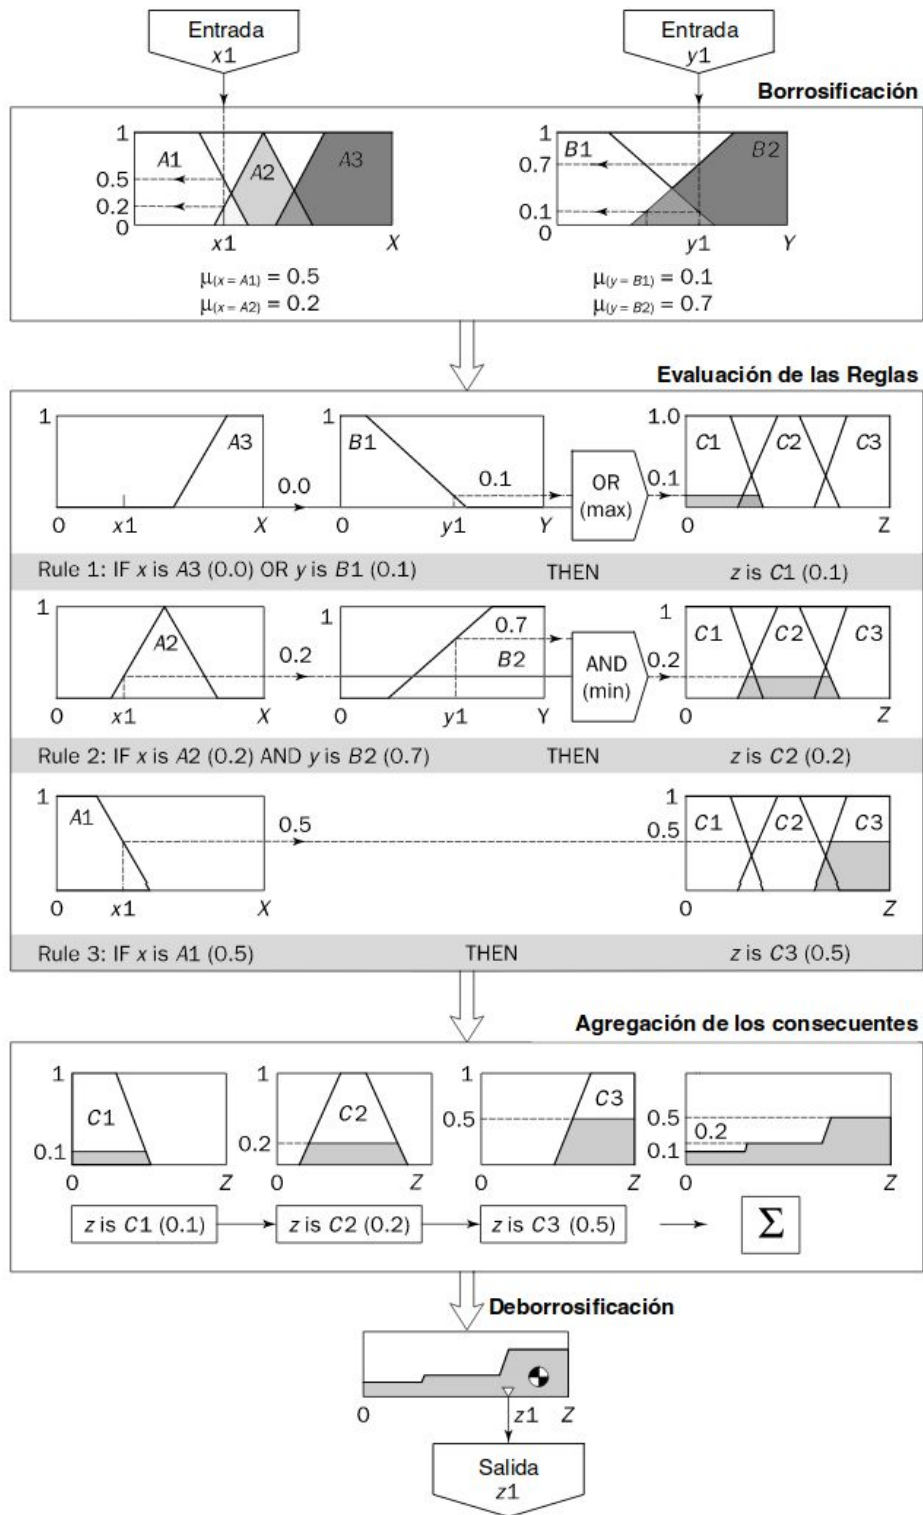 Entrada
x1
Entrada
y1
Borrosificación
1
A1
A2
A3
0.5
0.2
0
x1
X
1
B1
B2
0.7
0.1
0
y1
Y
μ(x = A1) = 0.5
μ(x = A2) = 0.2
μ(y = B1) = 0.1
μ(y = B2) = 0.7
Evaluación de las Reglas
1
A3
0.0
0
x1
X
1
B1
0.1
y1
Y
OR
(max)
1.0
0.1
C1
C2
C3
0
Z
Rule 1: IF x is A3 (0.0) OR y is B1 (0.1) THEN z is C1 (0.1)
1
A2
0.2
0
x1
X
1
0.7
B2
0
y1
Y
AND
(min)
1
0.2
C1
C2
C3
0
Z
Rule 2: IF x is A2 (0.2) AND y is B2 (0.7) THEN z is C2 (0.2)
1
A1
0.5
0
x1
X
1
0.5
C1
C2
C3
0
Z
Rule 3: IF x is A1 (0.5) THEN z is C3 (0.5)
Agregación de los consecuentes
1
C1
0.1
0
Z
1
C2
0.2
0
Z
1
C3
0.5
0
Z
0.5
0.2
0.1
0
Z
z is C1 (0.1)
z is C2 (0.2)
z is C3 (0.5)
Σ
Deborrosificación
0
z1
Z
Salida
z1